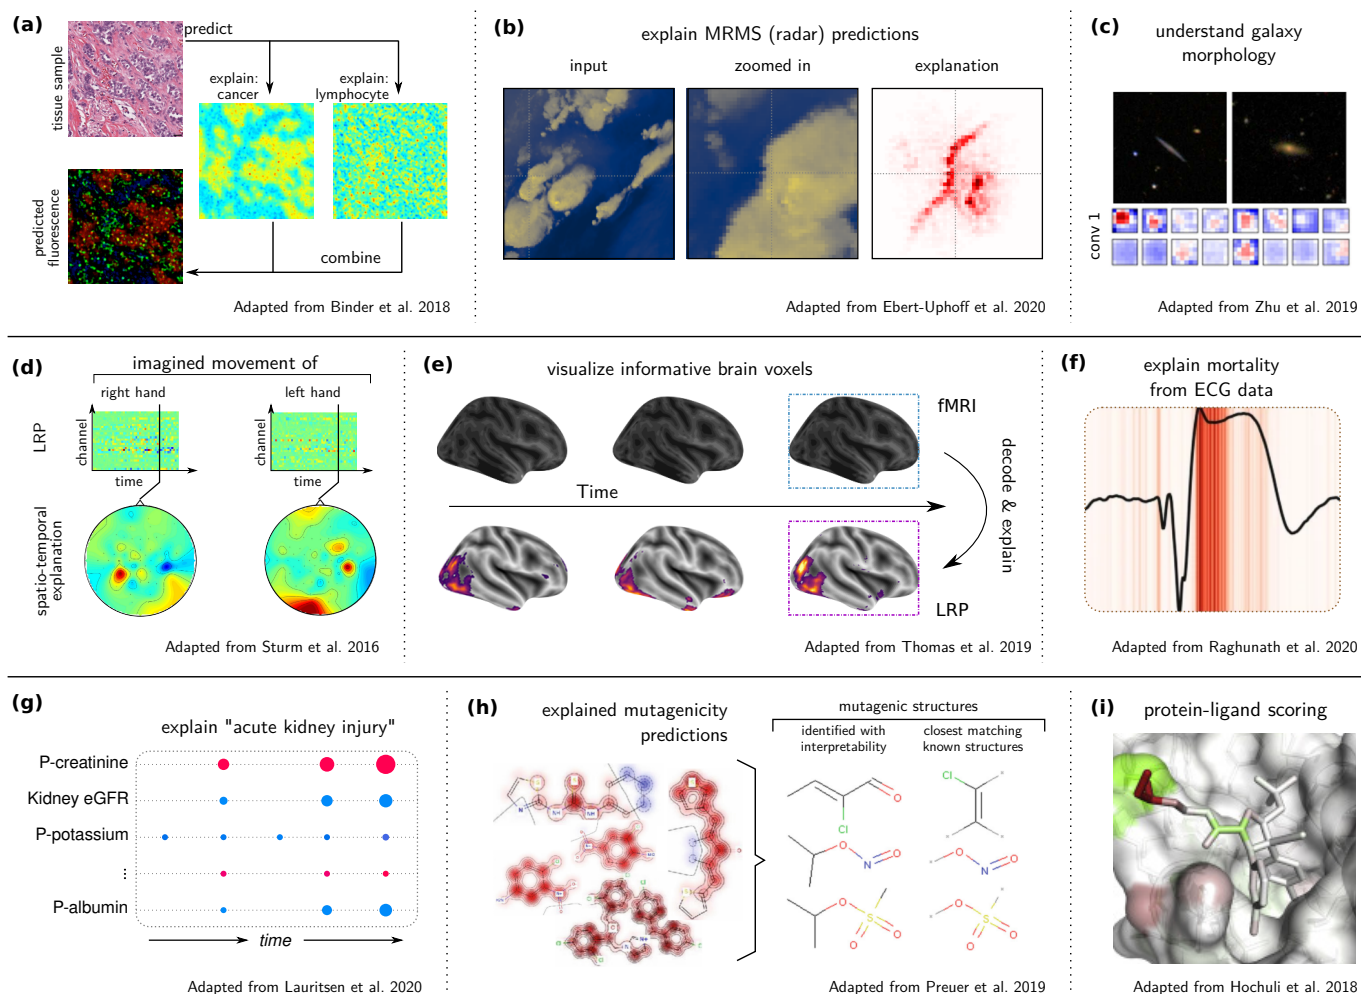 (a)
predict
tissue sample
explain:
cancer
explain:
lymphocyte
predicted
fluorescence
combine
Adapted from Binder et al. 2018
(b)
explain MRMS (radar) predictions
input
zoomed in
explanation
Adapted from Ebert-Uphoff et al. 2020
(c)
understand galaxy
morphology
conv 1
Adapted from Zhu et al. 2019
(d)
imagined movement of
right hand
left hand
LRP
channel
time
channel
time
spatio-temporal
explanation
Adapted from Sturm et al. 2016
(e)
visualize informative brain voxels
fMRI
Time
decode & explain
LRP
Adapted from Thomas et al. 2019
(f)
explain mortality
from ECG data
Adapted from Raghunath et al. 2020
(g)
explain "acute kidney injury"
P-creatinine
Kidney eGFR
P-potassium
...
P-albumin
time
Adapted from Lauritsen et al. 2020
(h)
explained mutagenicity
predictions
mutagenic structures
identified with
interpretability
closest matching
known structures
O
Cl
Cl
O
N
O
O
N
O
O
S
O
O
O
S
O
O
Adapted from Preuer et al. 2019
(i)
protein-ligand scoring
Adapted from Hochuli et al. 2018